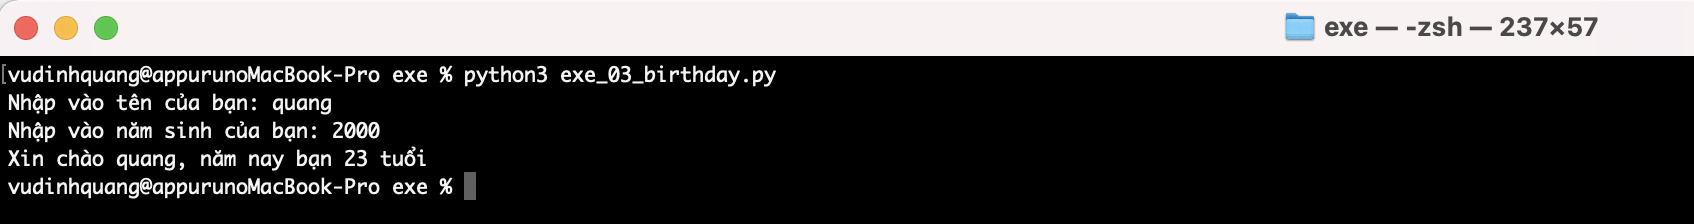 exe — -zsh — 237×57
[vudinhquang@appurunoMacBook-Pro exe % python3 exe_03_birthday.py
Nhập vào tên của bạn: quang
Nhập vào năm sinh của bạn: 2000
Xin chào quang, năm nay bạn 23 tuổi
vudinhquang@appurunoMacBook-Pro exe %